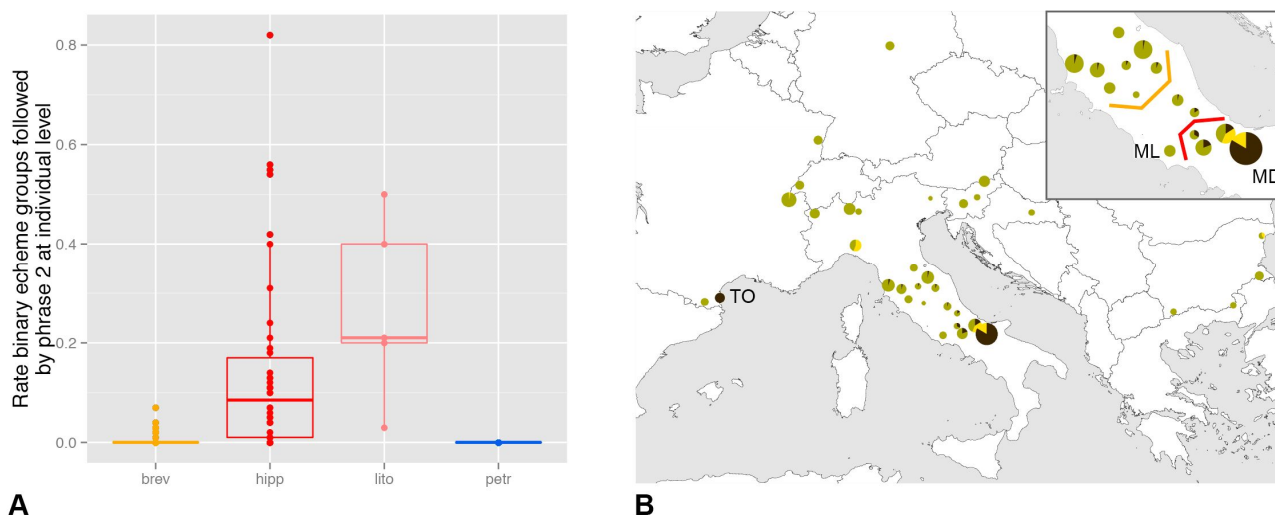 Rate binary echeme groups followed
by phrase 2 at individual level
0.8
0.6
0.4
0.2
0.0
brev
hipp
lito
petr
A
ML
MD
TO
B